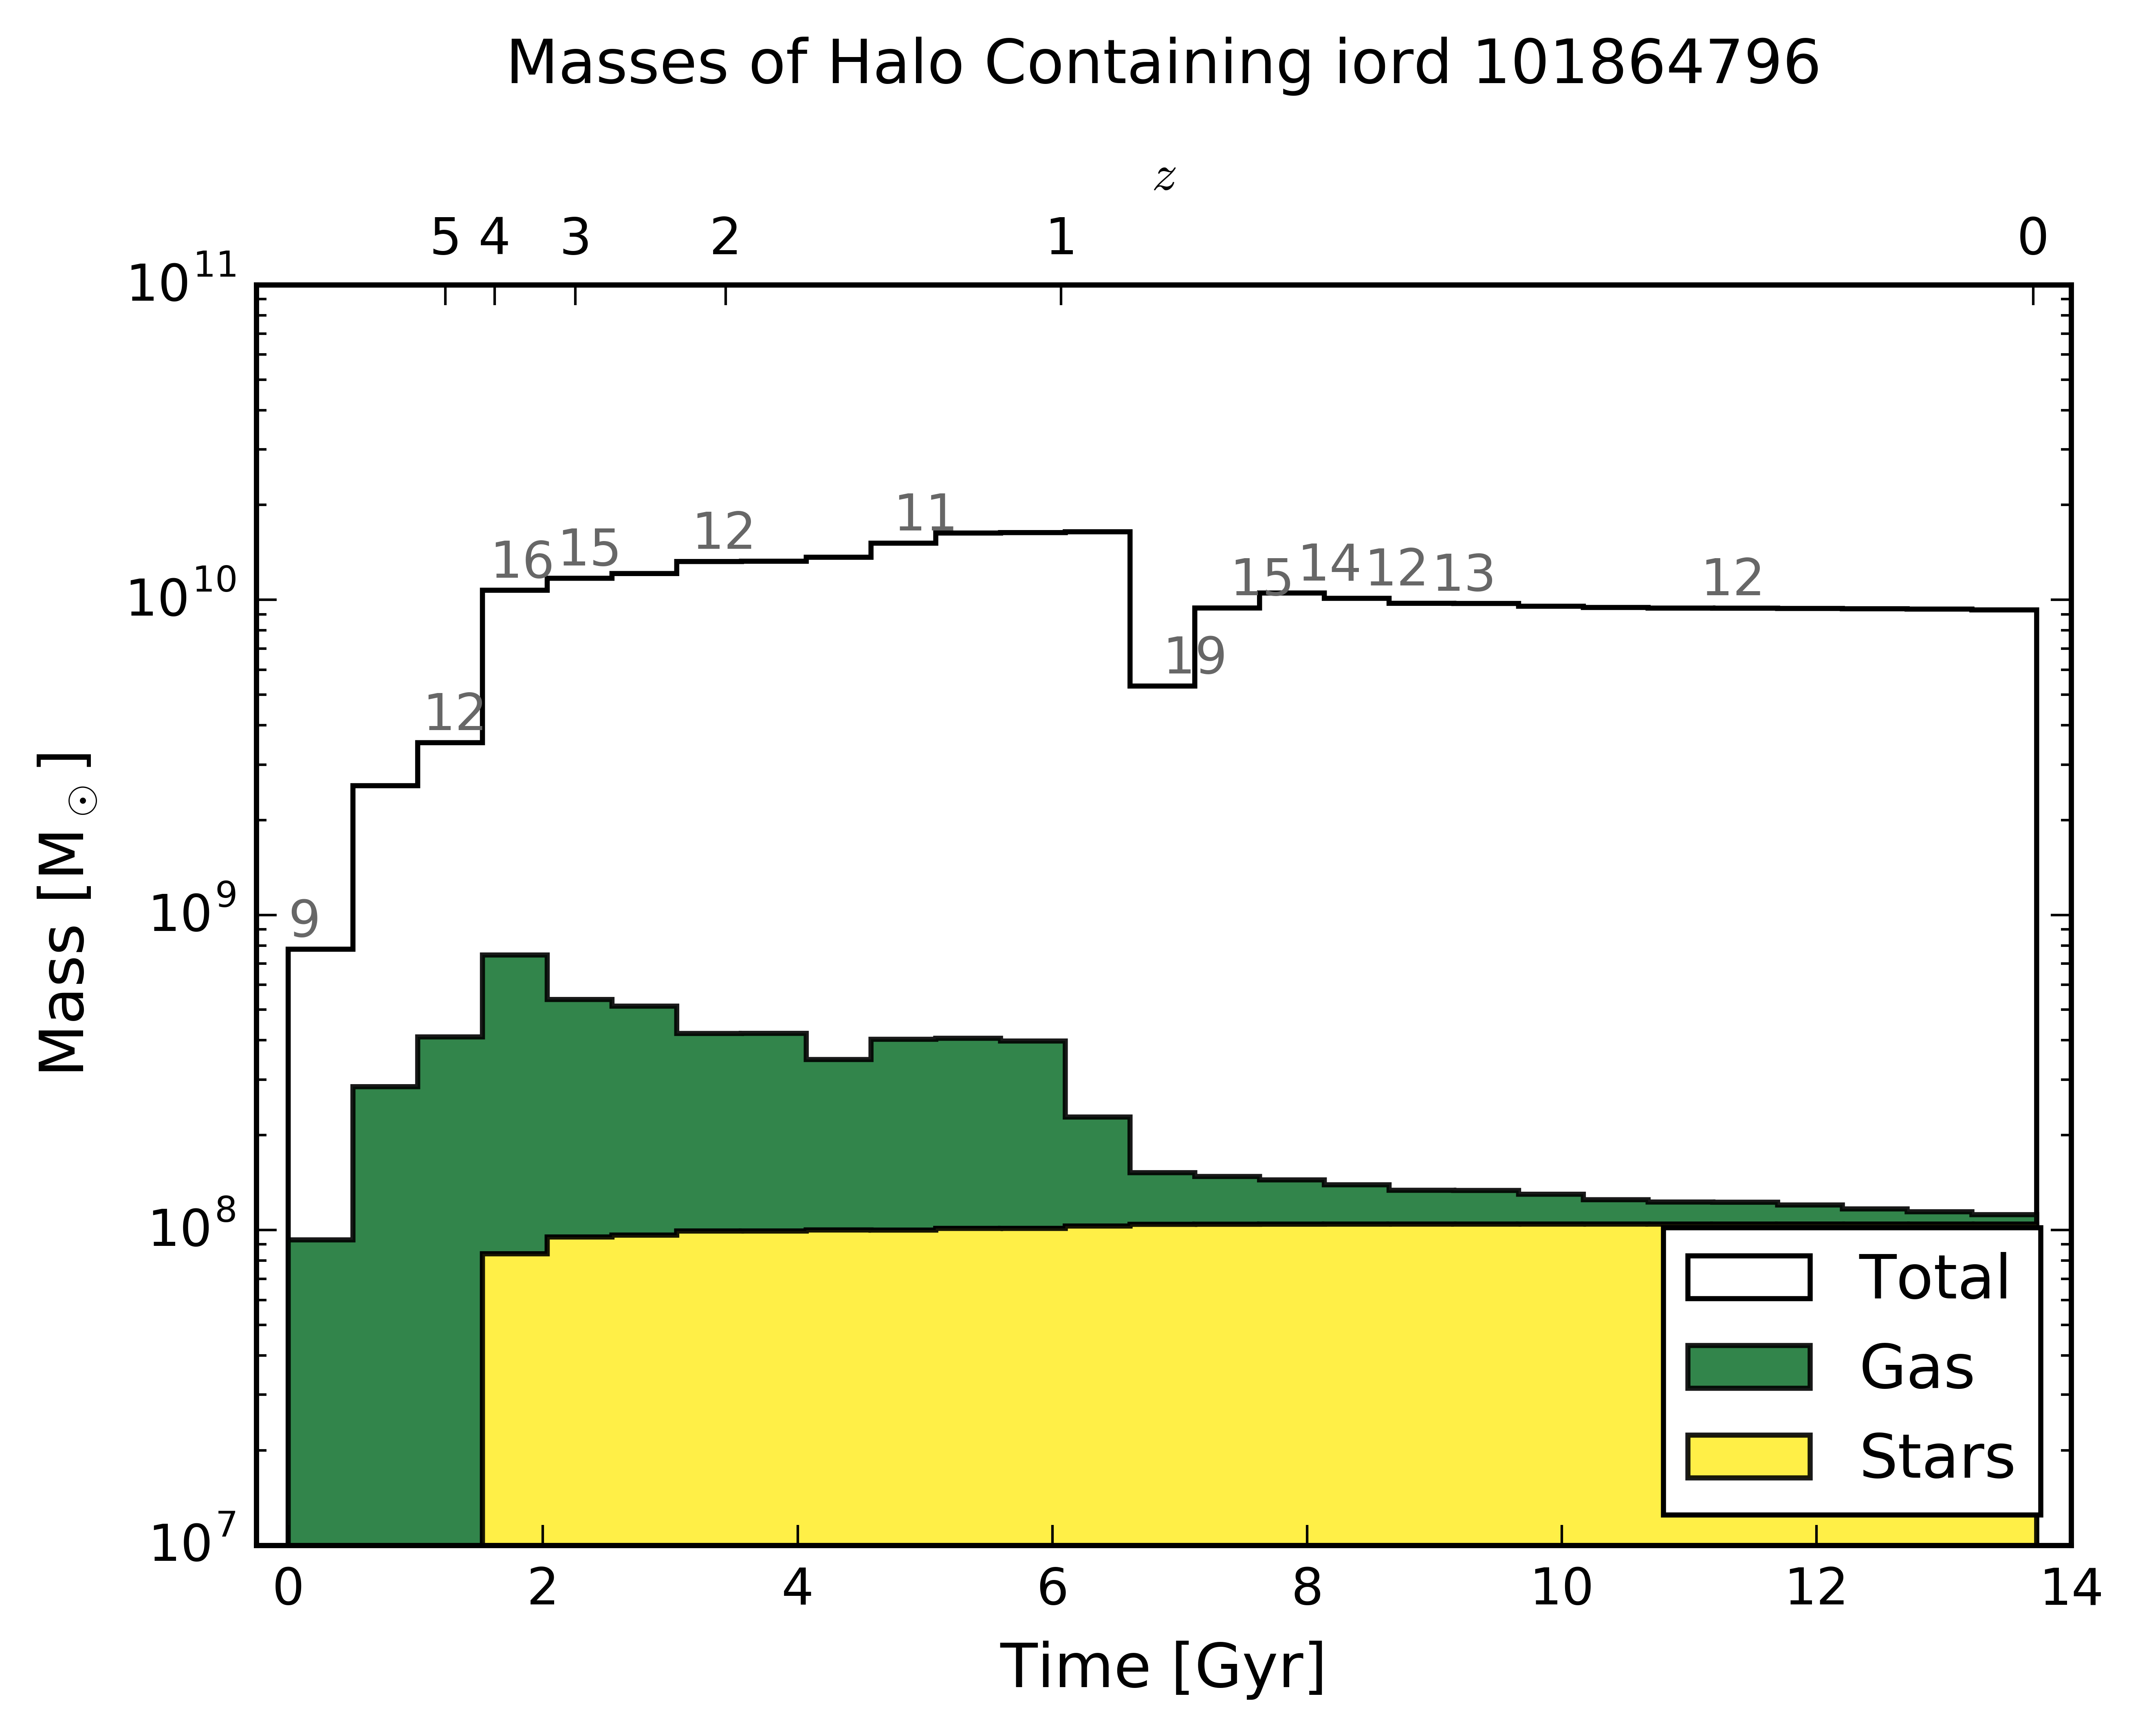 Masses of Halo Containing iord 101864796
z
5 4 3 2 1 0
10^11
10^10
10^9
10^8
10^7
Mass [M☉]
9
12
16
15
12
11
19
15
14
12
13
12
Total
Gas
Stars
0 2 4 6 8 10 12 14
Time [Gyr]